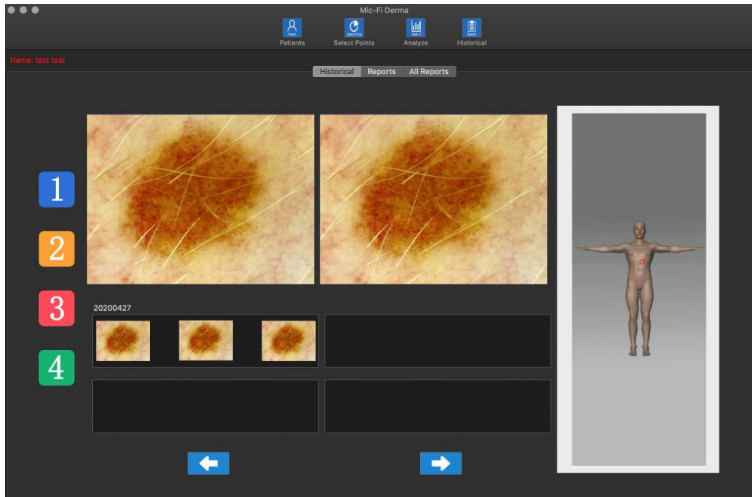 Mic-Fi Derma
Patients
Select Points
Analyze
Historical
Name: test test
Historical
Reports
All Reports
1
2
3
4
20200427